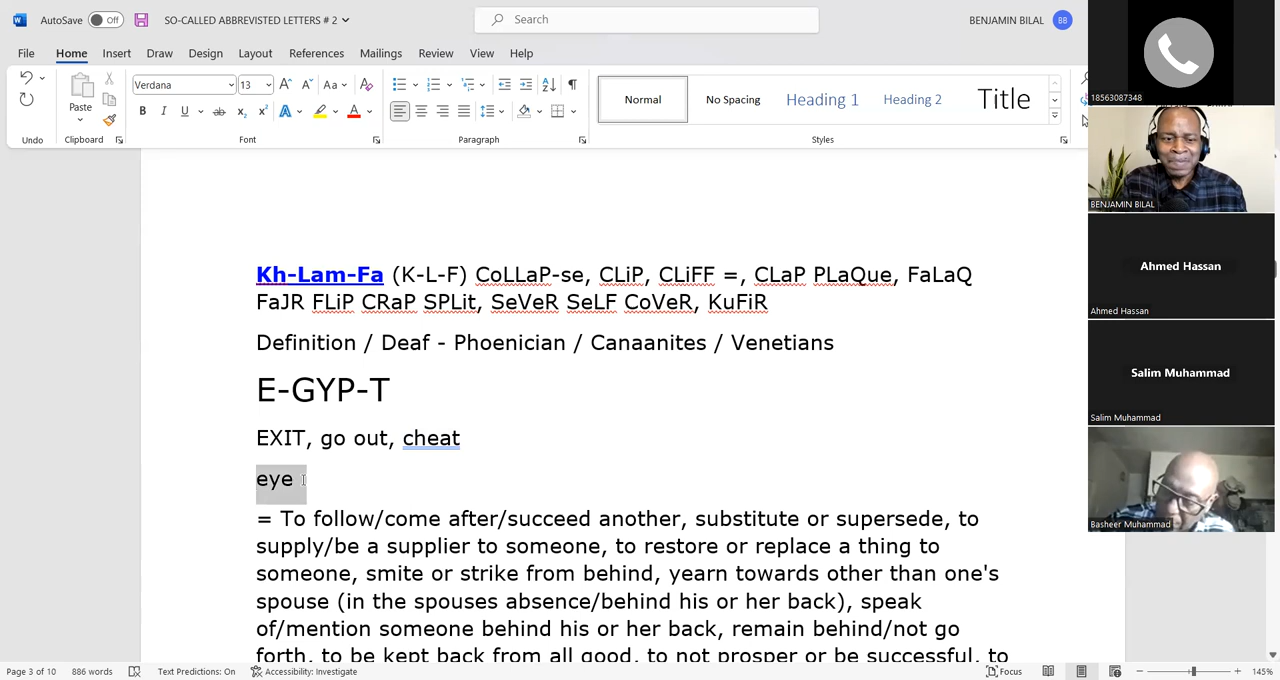 AutoSave Off SO-CALLED ABBREVISTED LETTERS # 2 Search BENJAMIN BILAL BB
File Home Insert Draw Design Layout References Mailings Review View Help
Verdana 13 Aa
Paste
B I U ab x₂ x² A A
Normal No Spacing Heading 1 Heading 2 Title
Undo Clipboard Font Paragraph Styles
Kh-Lam-Fa (K-L-F) CoLLaP-se, CLiP, CLiFF =, CLaP PLaQue, FaLaQ
FaJR FLiP CRaP SPLit, SeVeR SeLF CoVeR, KuFiR
Definition / Deaf - Phoenician / Canaanites / Venetians
E-GYP-T
EXIT, go out, cheat
eye
= To follow/come after/succeed another, substitute or supersede, to
supply/be a supplier to someone, to restore or replace a thing to
someone, smite or strike from behind, yearn towards other than one's
spouse (in the spouses absence/behind his or her back), speak
of/mention someone behind his or her back, remain behind/not go
forth, to be kept back from all good, to not prosper or be successful, to
Page 3 of 10 886 words Text Predictions: On Accessibility: Investigate Focus 145%
18563087348
BENJAMIN BILAL
Ahmed Hassan
Ahmed Hassan
Salim Muhammad
Salim Muhammad
Basheer Muhammad